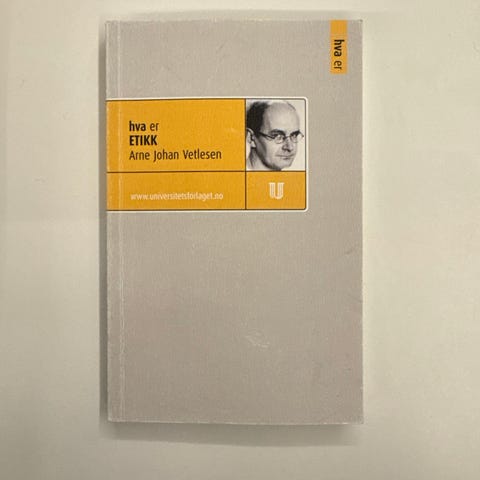 hva er
hva er
ETIKK
Arne Johan Vetlesen
www.universitetsforlaget.no